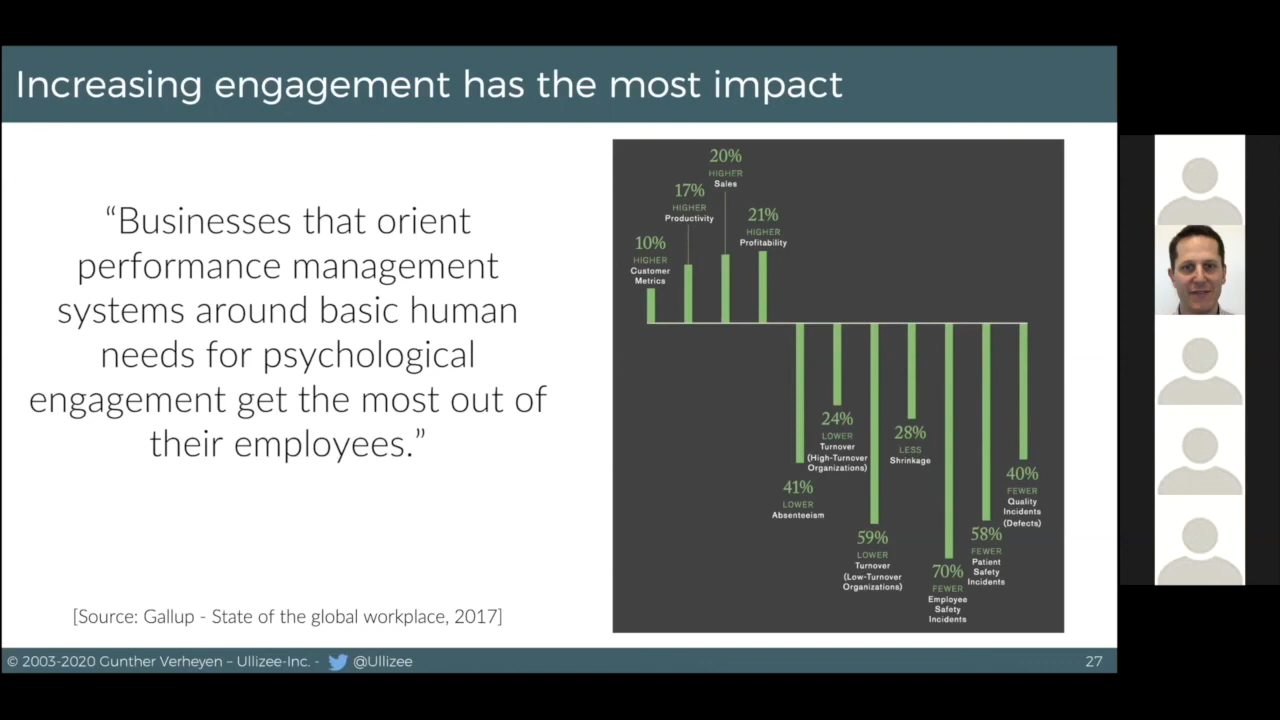 Increasing engagement has the most impact
“Businesses that orient
performance management
systems around basic human
needs for psychological
engagement get the most out of
their employees.”
[Source: Gallup - State of the global workplace, 2017]
10%
HIGHER
Customer
Metrics
17%
HIGHER
Productivity
20%
HIGHER
Sales
21%
HIGHER
Profitability
41%
LOWER
Absenteeism
24%
LOWER
Turnover
(High-Turnover
Organizations)
59%
LOWER
Turnover
(Low-Turnover
Organizations)
28%
LESS
Shrinkage
70%
FEWER
Employee
Safety
Incidents
58%
FEWER
Patient
Safety
Incidents
40%
FEWER
Quality
Incidents
(Defects)
© 2003-2020 Gunther Verheyen – Ullizee-Inc. - @Ullizee
27